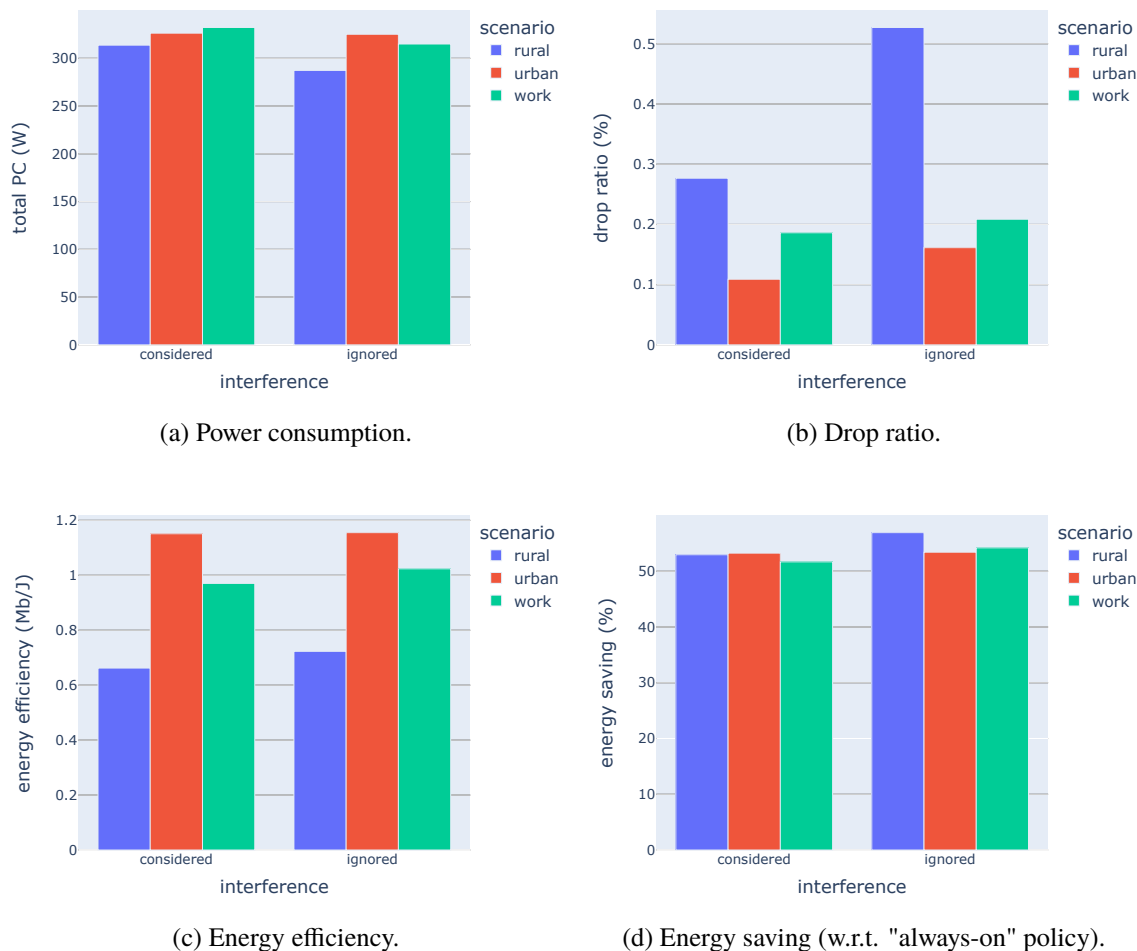 scenario
rural
urban
work
total PC (W)
300
250
200
150
100
50
0
considered
ignored
interference
(a) Power consumption.
scenario
rural
urban
work
drop ratio (%)
0.5
0.4
0.3
0.2
0.1
0
considered
ignored
interference
(b) Drop ratio.
scenario
rural
urban
work
energy efficiency (Mb/J)
1.2
1
0.8
0.6
0.4
0.2
0
considered
ignored
interference
(c) Energy efficiency.
scenario
rural
urban
work
energy saving (%)
50
40
30
20
10
0
considered
ignored
interference
(d) Energy saving (w.r.t. "always-on" policy).